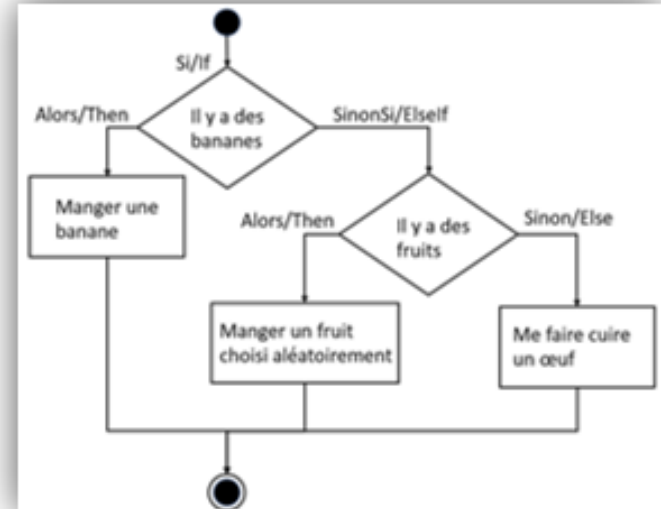 Si/If
Alors/Then
Il y a des
bananes
SinonSi/ElseIf
Manger une
banane
Alors/Then
Il y a des
fruits
Sinon/Else
Manger un fruit
choisi aléatoirement
Me faire cuire
un œuf